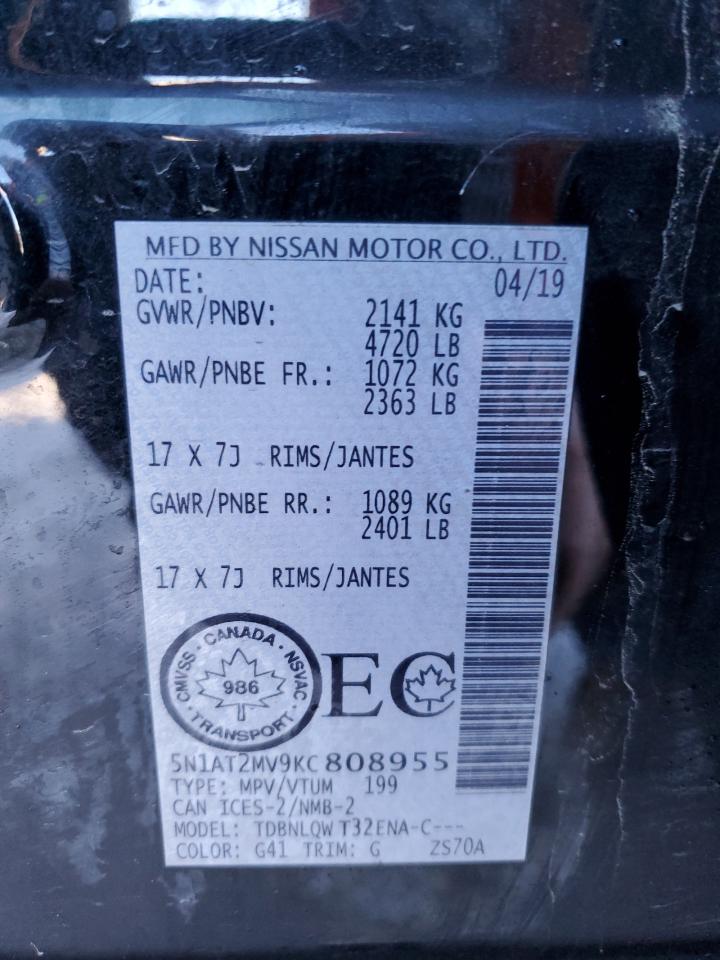 MFD BY NISSAN MOTOR CO., LTD.
DATE: 04/19
GVWR/PNBV: 2141 KG
4720 LB
GAWR/PNBE FR.: 1072 KG
2363 LB
17 X 7J RIMS/JANTES
GAWR/PNBE RR.: 1089 KG
2401 LB
17 X 7J RIMS/JANTES
CMVSS · CANADA · NSVAC
986
· TRANSPORT ·
EC
5N1AT2MV9KC808955
TYPE: MPV/VTUM 199
CAN ICES-2/NMB-2
MODEL: TDBNLQW T32ENA-C---
COLOR: G41 TRIM: G ZS70A